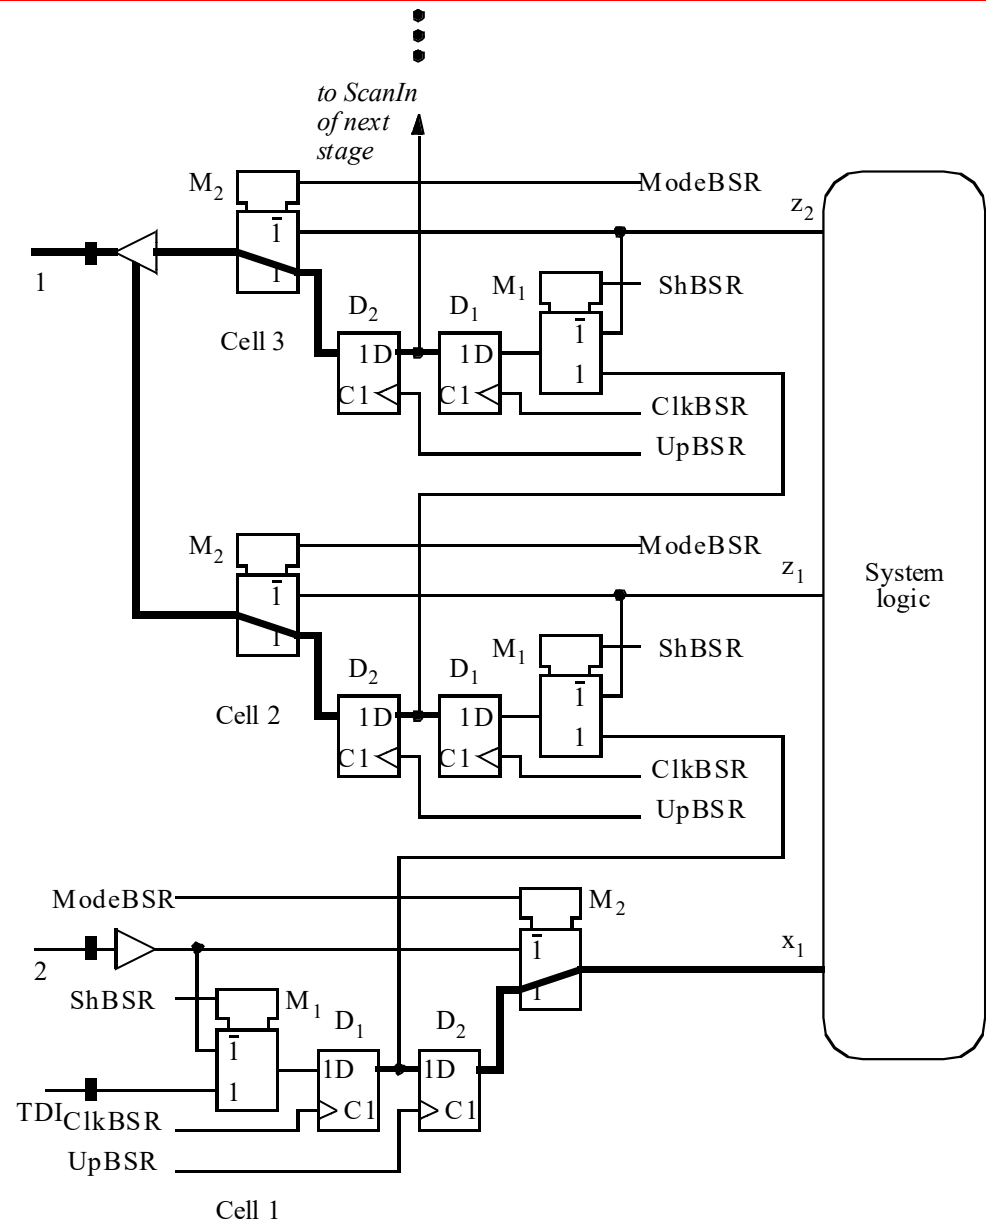 to ScanIn
of next
stage
M2
ModeBSR
1̅
1
z2
1
M1
ShBSR
D2
D1
Cell 3
1D
1D
1̅
1
C1
C1
ClkBSR
UpBSR
M2
ModeBSR
1̅
1
z1
System
logic
M1
ShBSR
D2
D1
Cell 2
1D
1D
1̅
1
C1
C1
ClkBSR
UpBSR
ModeBSR
M2
2
1̅
1
x1
ShBSR
M1
D1
D2
1̅
1
1D
1D
TDI
C1
C1
ClkBSR
UpBSR
Cell 1